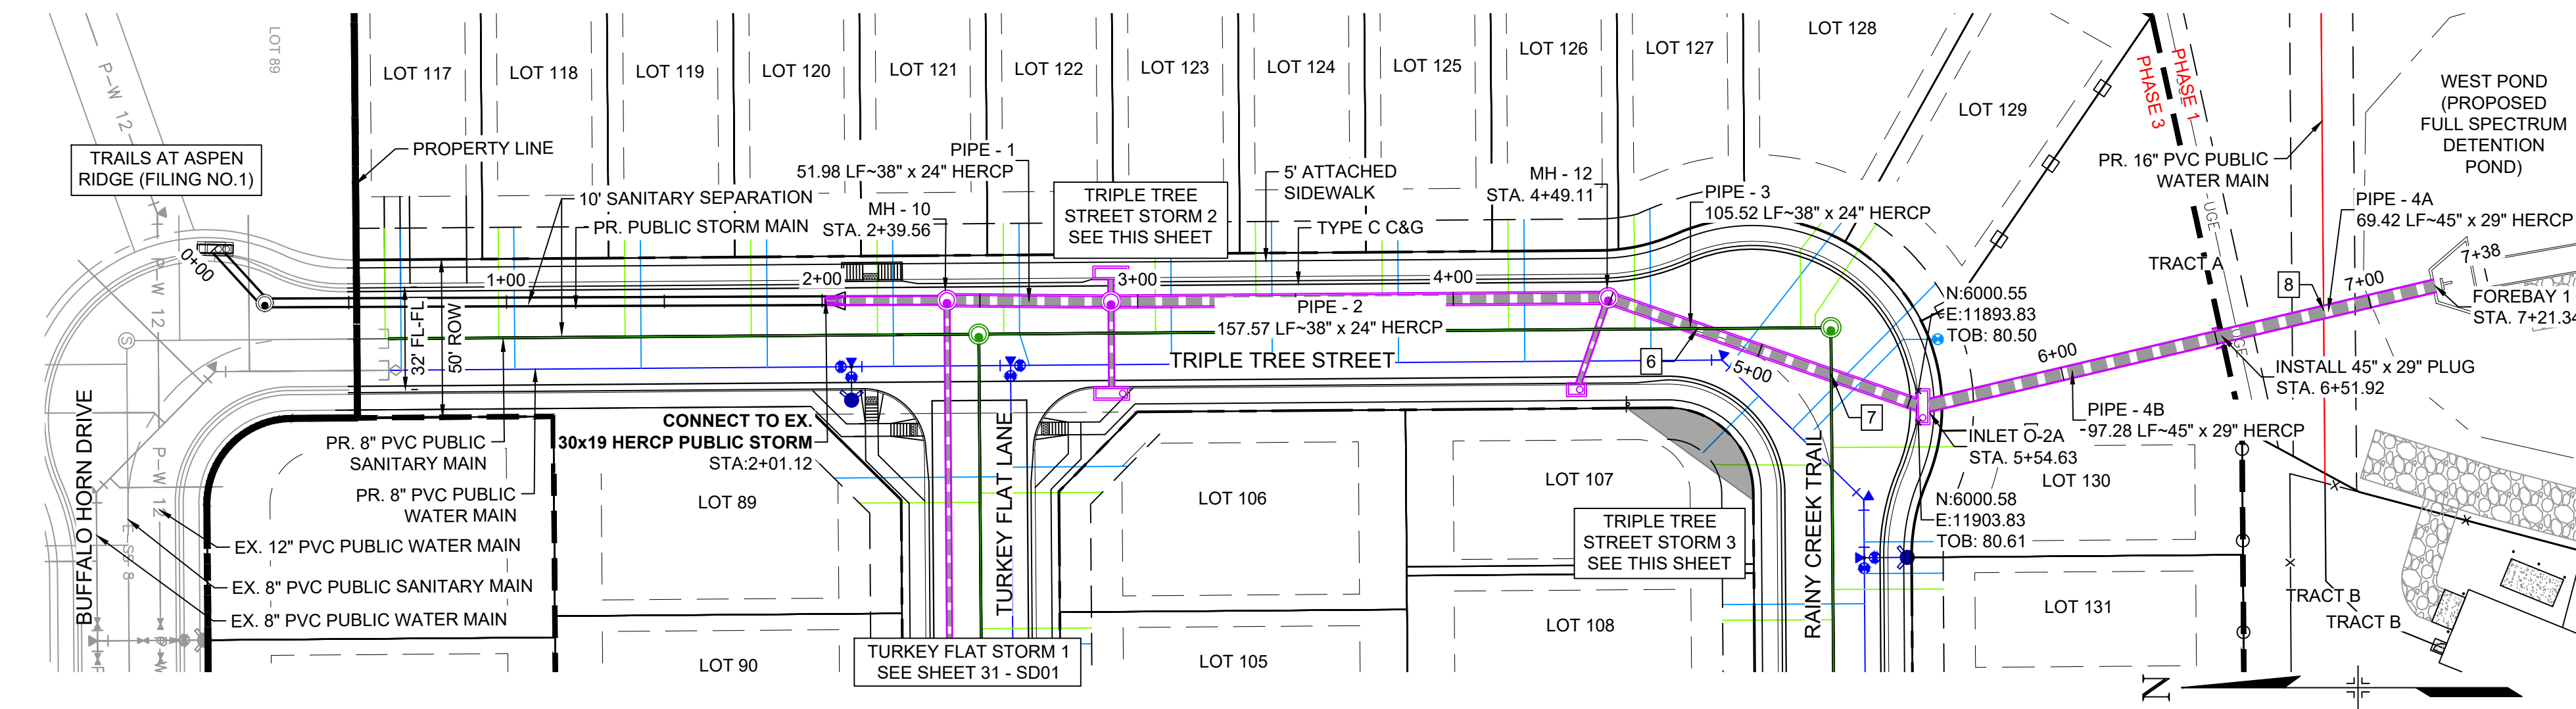 LOT 89
P-W 12
TRAILS AT ASPEN
RIDGE (FILING NO.1)
PROPERTY LINE
LOT 117
LOT 118
LOT 119
LOT 120
LOT 121
LOT 122
LOT 123
LOT 124
LOT 125
LOT 126
LOT 127
LOT 128
LOT 129
PHASE 1
PHASE 3
WEST POND
(PROPOSED
FULL SPECTRUM
DETENTION
POND)
PR. 16" PVC PUBLIC
WATER MAIN
PIPE - 4A
69.42 LF~45" x 29" HERCP
PIPE - 1
51.98 LF~38" x 24" HERCP
10' SANITARY SEPARATION
PR. PUBLIC STORM MAIN
MH - 10
STA. 2+39.56
TRIPLE TREE
STREET STORM 2
SEE THIS SHEET
5' ATTACHED
SIDEWALK
TYPE C C&G
MH - 12
STA. 4+49.11
PIPE - 3
105.52 LF~38" x 24" HERCP
UGE
TRACT A
0+00
1+00
2+00
3+00
4+00
5+00
6+00
7+00
7+38
8
FOREBAY 1
STA. 7+21.34
32' FL-FL
50' ROW
PIPE - 2
157.57 LF~38" x 24" HERCP
TRIPLE TREE STREET
6
7
N:6000.55
E:11893.83
TOB: 80.50
UGE
INSTALL 45" x 29" PLUG
STA. 6+51.92
PIPE - 4B
97.28 LF~45" x 29" HERCP
INLET O-2A
STA. 5+54.63
N:6000.58
E:11903.83
TOB: 80.61
P-W 12
S
BUFFALO HORN DRIVE
PR. 8" PVC PUBLIC
SANITARY MAIN
PR. 8" PVC PUBLIC
WATER MAIN
CONNECT TO EX.
30x19 HERCP PUBLIC STORM
STA:2+01.12
P-W 12
EX. 12" PVC PUBLIC WATER MAIN
EX. 8" PVC PUBLIC SANITARY MAIN
EX. 8" PVC PUBLIC WATER MAIN
LOT 89
LOT 90
TURKEY FLAT LANE
TURKEY FLAT STORM 1
SEE SHEET 31 - SD01
LOT 106
LOT 105
LOT 107
LOT 108
TRIPLE TREE
STREET STORM 3
SEE THIS SHEET
RAINY CREEK TRAIL
LOT 130
LOT 131
TRACT B
TRACT B
N